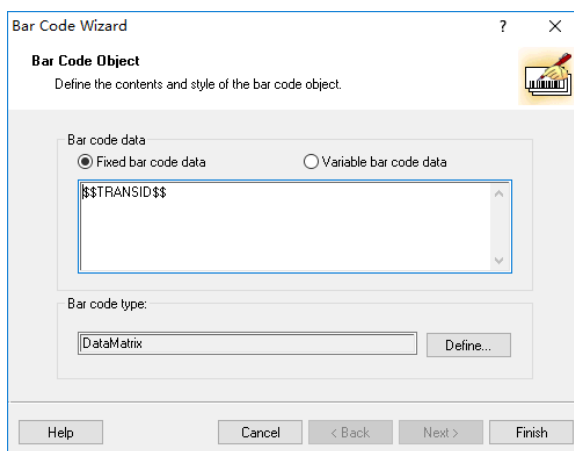 Bar Code Wizard
Bar Code Object
Define the contents and style of the bar code object.
Bar code data
Fixed bar code data Variable bar code data
$$TRANSID$$
Bar code type:
DataMatrix Define...
Help Cancel < Back Next > Finish